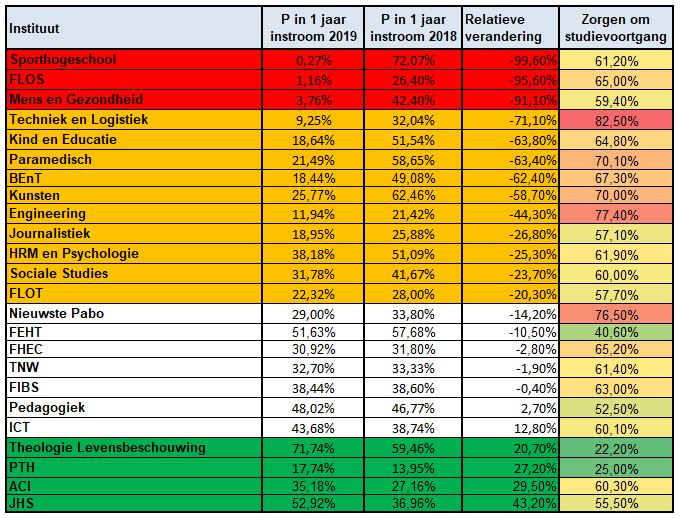 Instituut P in 1 jaar instroom 2019 P in 1 jaar instroom 2018 Relatieve verandering Zorgen om studievoortgang
Sporthogeschool 0,27% 72,07% -99,60% 61,20%
FLOS 1,16% 26,40% -95,60% 65,00%
Mens en Gezondheid 3,76% 42,40% -91,10% 59,40%
Techniek en Logistiek 9,25% 32,04% -71,10% 82,50%
Kind en Educatie 18,64% 51,54% -63,80% 64,80%
Paramedisch 21,49% 58,65% -63,40% 70,10%
BEnT 18,44% 49,08% -62,40% 67,30%
Kunsten 25,77% 62,46% -58,70% 70,00%
Engineering 11,94% 21,42% -44,30% 77,40%
Journalistiek 18,95% 25,88% -26,80% 57,10%
HRM en Psychologie 38,18% 51,09% -25,30% 61,90%
Sociale Studies 31,78% 41,67% -23,70% 60,00%
FLOT 22,32% 28,00% -20,30% 57,70%
Nieuwste Pabo 29,00% 33,80% -14,20% 76,50%
FEHT 51,63% 57,68% -10,50% 40,60%
FHEC 30,92% 31,80% -2,80% 65,20%
TNW 32,70% 33,33% -1,90% 61,40%
FIBS 38,44% 38,60% -0,40% 63,00%
Pedagogiek 48,02% 46,77% 2,70% 52,50%
ICT 43,68% 38,74% 12,80% 60,10%
Theologie Levensbeschouwing 71,74% 59,46% 20,70% 22,20%
PTH 17,74% 13,95% 27,20% 25,00%
ACI 35,18% 27,16% 29,50% 60,30%
JHS 52,92% 36,96% 43,20% 55,50%